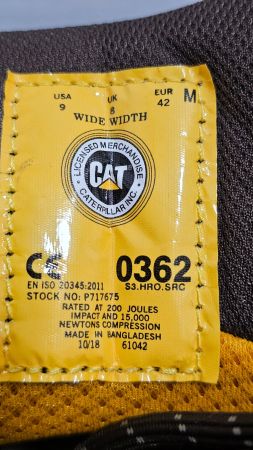 USA UK EUR M
9 8 42
WIDE WIDTH
LICENSED MERCHANDISE
CAT
CATERPILLAR INC.
CE 0362
EN ISO 20345:2011 S3.HRO.SRC
STOCK NO: P717675
RATED AT 200 JOULES
IMPACT AND 15,000
NEWTONS COMPRESSION
MADE IN BANGLADESH
10/18 61042